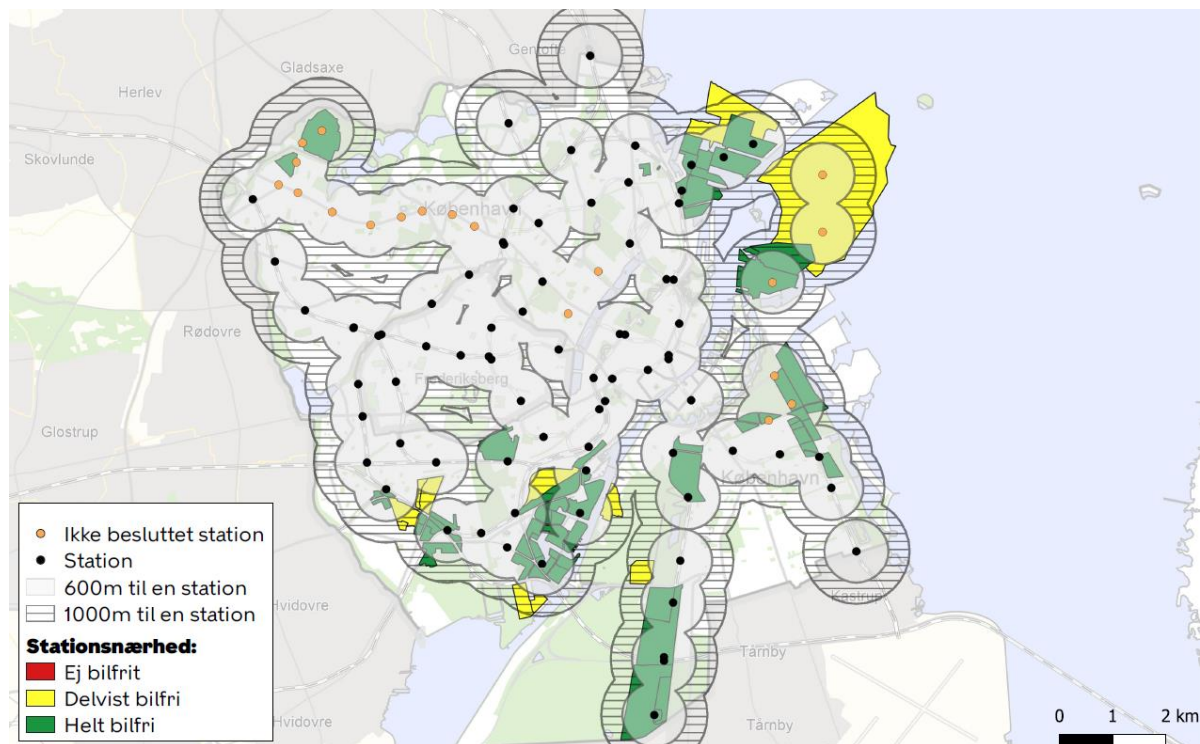 Gentofte
Gladsaxe
Herlev
Skovlunde
København
Rødovre
Frederiksberg
Glostrup
København
Ikke besluttet station
Station
600m til en station
1000m til en station
Hvidovre
Kastrup
Stationsnærhed:
Ej bilfrit
Tårnby
Delvist bilfri
Helt bilfri
Hvidovre
Tårnby
0 1 2 km